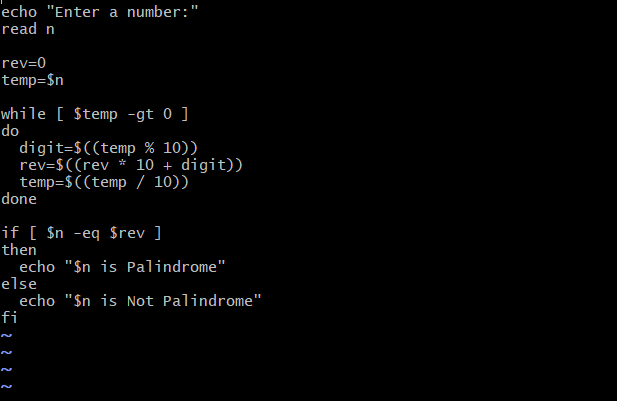 echo "Enter a number:"
read n

rev=0
temp=$n

while [ $temp -gt 0 ]
do
  digit=$((temp % 10))
  rev=$((rev * 10 + digit))
  temp=$((temp / 10))
done

if [ $n -eq $rev ]
then
  echo "$n is Palindrome"
else
  echo "$n is Not Palindrome"
fi
~
~
~
~